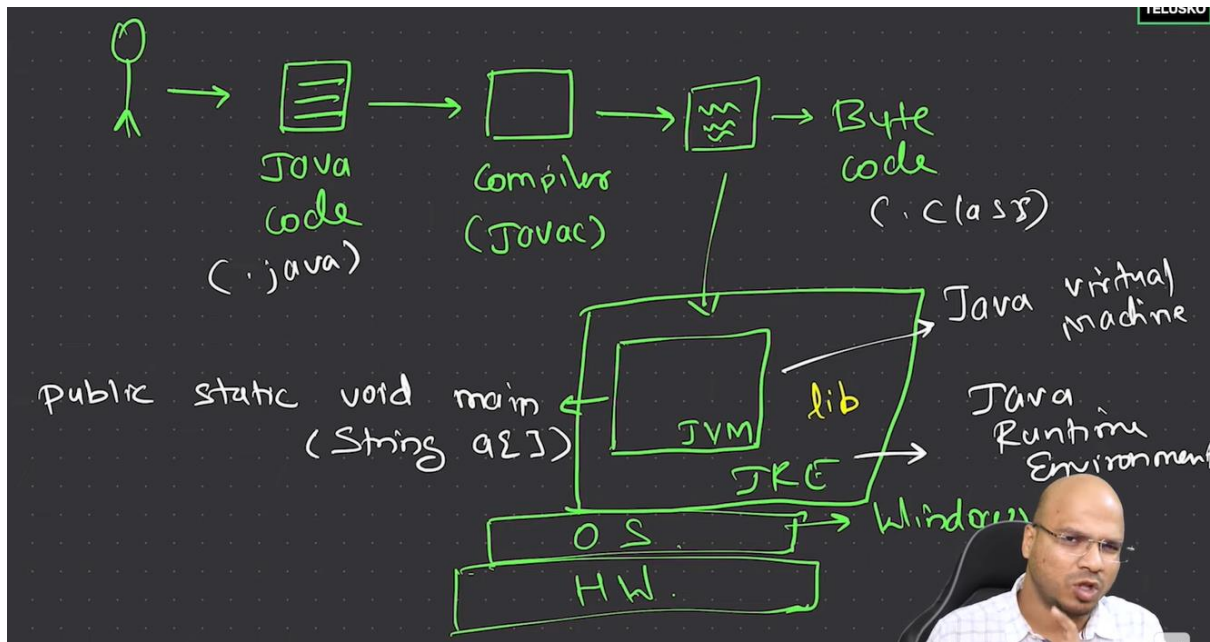 TELUSKO
Java
code
(.java)
Compiler
(Javac)
Byte
code
(.class)
Java virtual
Machine
public static void main
(String a[])
JVM
lib
JRE
Java
Runtime
Environment
OS.
Windows
HW.